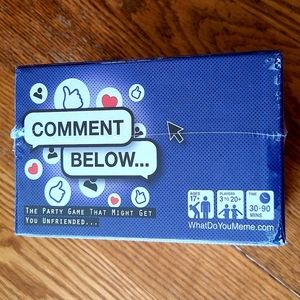 COMMENT
BELOW...
The Party Game That Might Get
You Unfriended...
AGES
17+
PLAYERS
3 TO 20+
TIME
30-90
MINS
WhatDoYouMeme.com